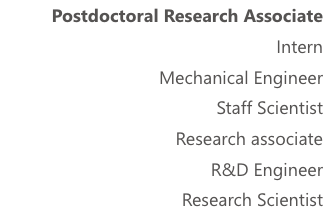 Postdoctoral Research Associate
Intern
Mechanical Engineer
Staff Scientist
Research associate
R&D Engineer
Research Scientist